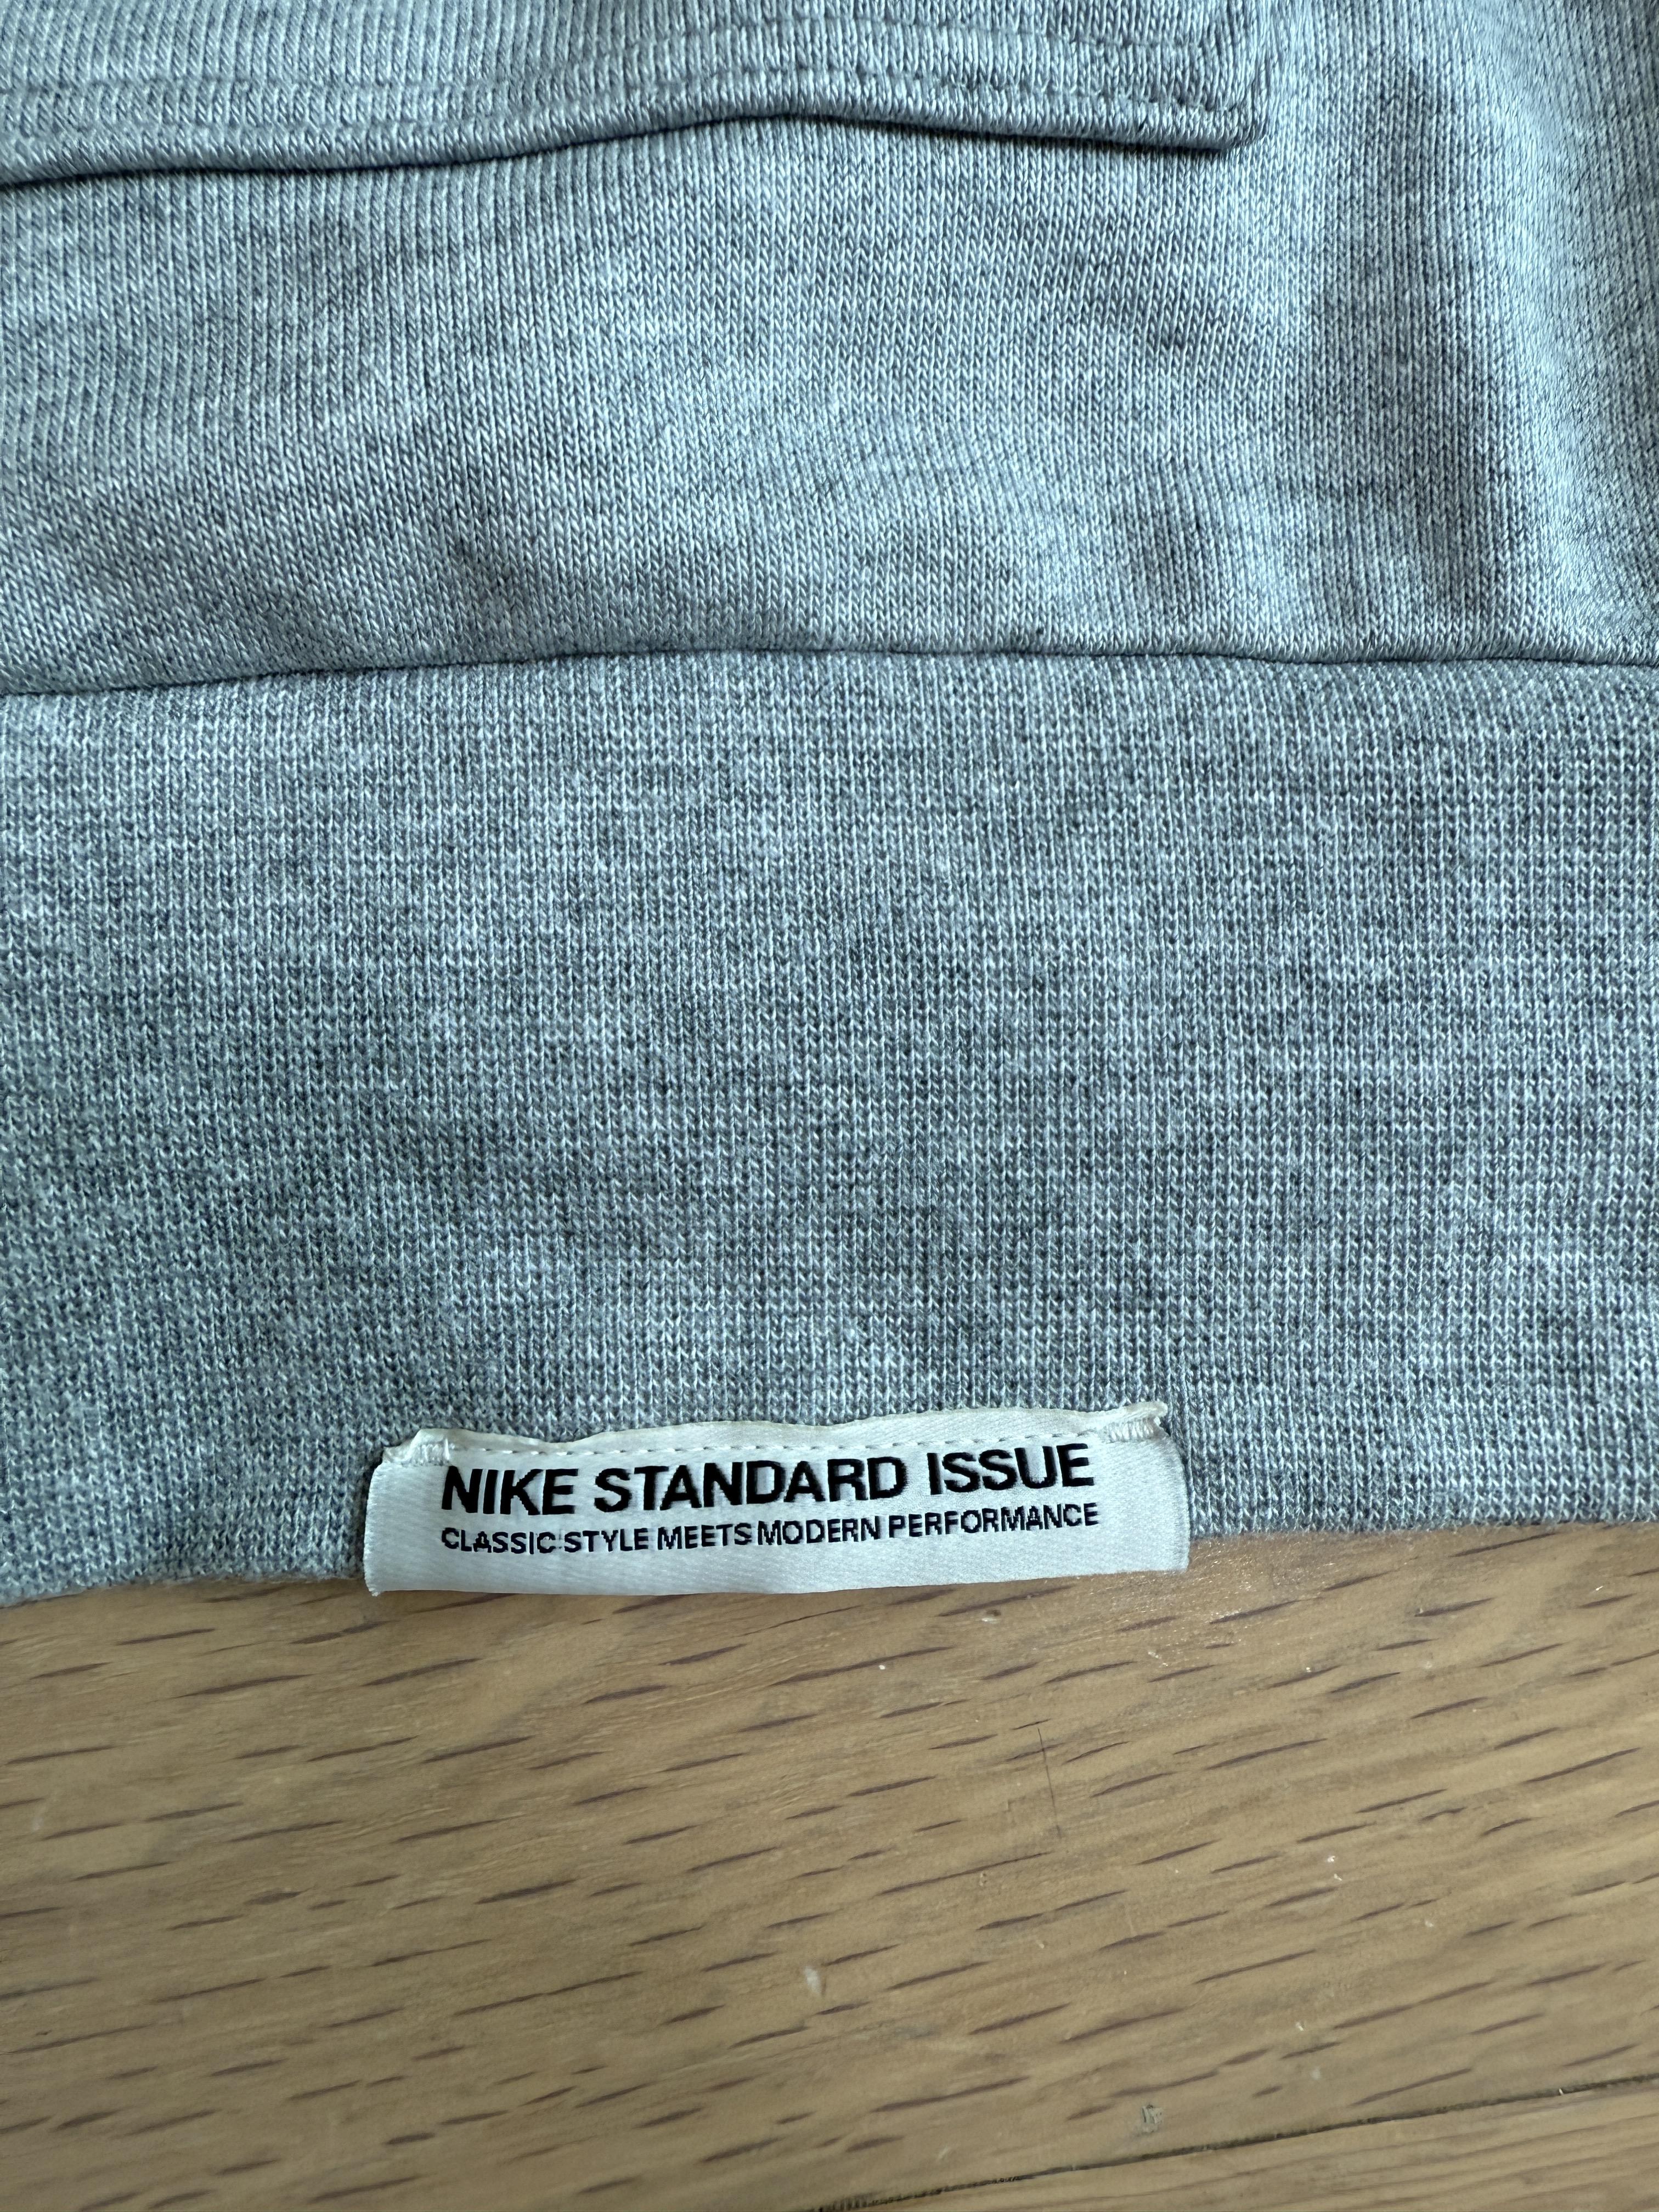 NIKE STANDARD ISSUE
CLASSIC STYLE MEETS MODERN PERFORMANCE